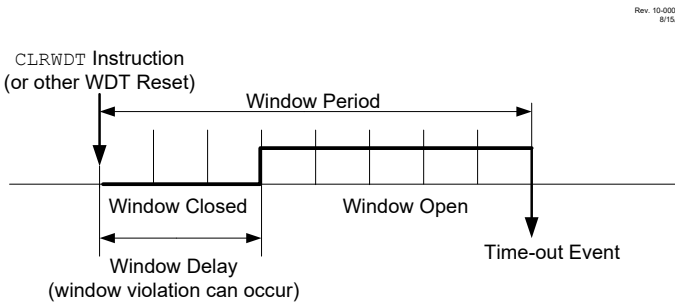 Rev. 10-000
8/15/
CLRWDT Instruction
(or other WDT Reset)
Window Period
Window Closed
Window Open
Window Delay
(window violation can occur)
Time-out Event